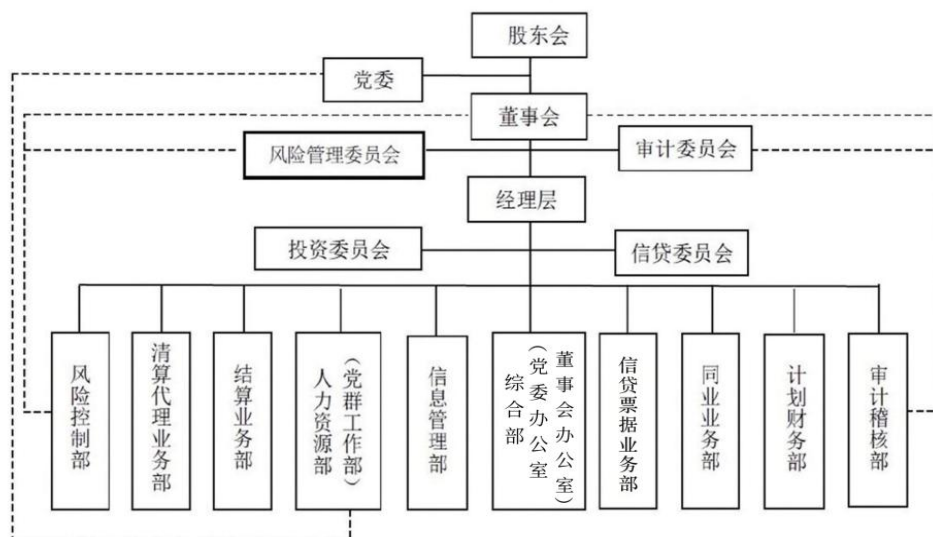 股东会
党委
董事会
风险管理委员会
审计委员会
经理层
投资委员会
信贷委员会
风险控制部
清算代理业务部
结算业务部
人力资源部
（党群工作部）
信息管理部
综合部
（党委办公室
董事会办公室）
信贷票据业务部
同业业务部
计划财务部
审计稽核部